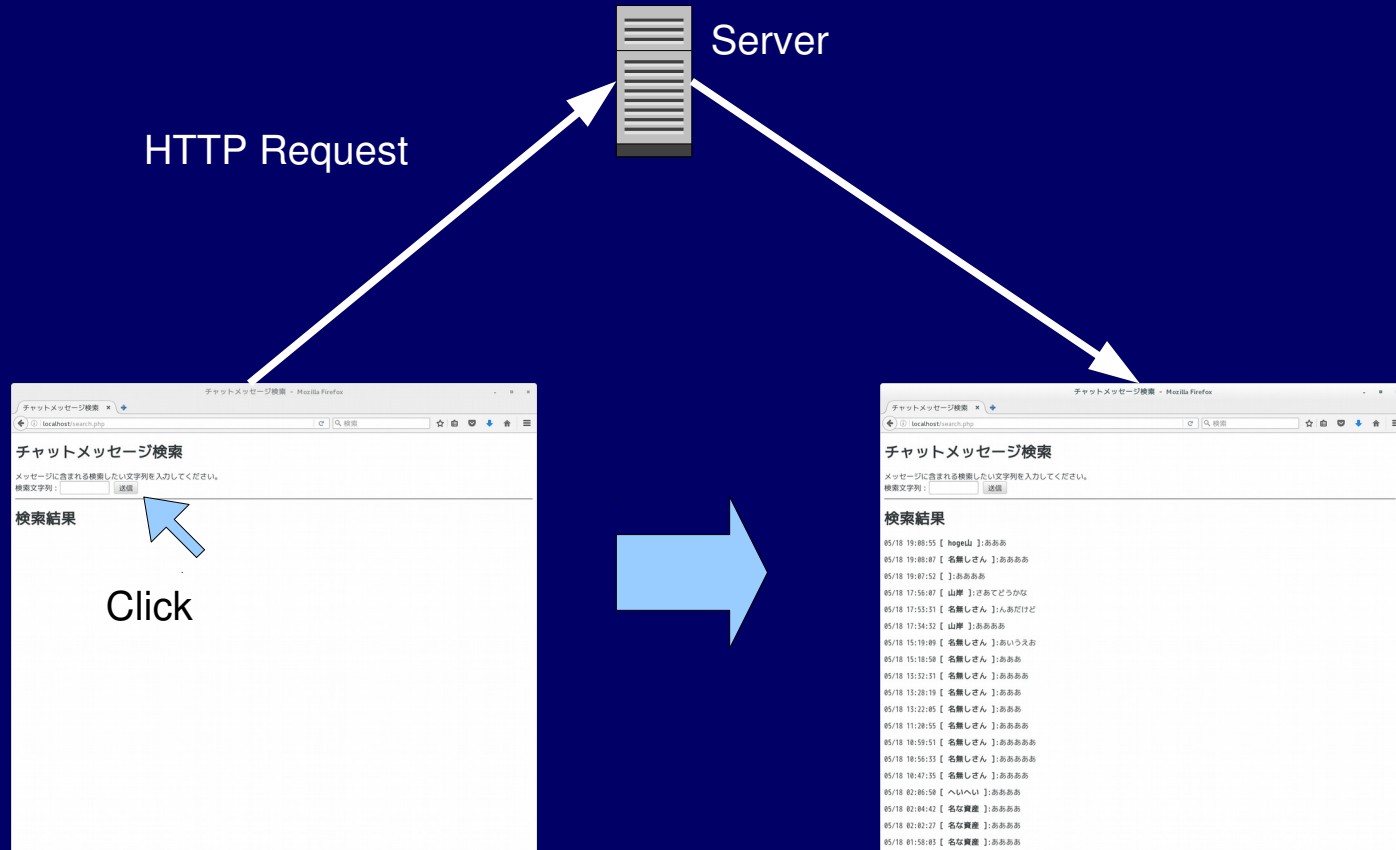 Server
HTTP Request
チャットメッセージ検索 - Mozilla Firefox
チャットメッセージ検索
localhost/search.php
検索
チャットメッセージ検索
メッセージに含まれる検索したい文字列を入力してください。
検索文字列： 送信
検索結果
Click
チャットメッセージ検索 - Mozilla Firefox
チャットメッセージ検索
localhost/search.php
検索
チャットメッセージ検索
メッセージに含まれる検索したい文字列を入力してください。
検索文字列： 送信
検索結果
05/18 19:08:55 [ hoge山 ]:あああ
05/18 19:08:07 [ 名無しさん ]:ああああ
05/18 19:07:52 [ ]:ああああ
05/18 17:56:07 [ 山岸 ]:さあてどうかな
05/18 17:53:31 [ 名無しさん ]:んあだけど
05/18 17:34:32 [ 山岸 ]:ああああ
05/18 15:19:09 [ 名無しさん ]:あいうえお
05/18 15:18:50 [ 名無しさん ]:あああ
05/18 13:32:31 [ 名無しさん ]:ああああ
05/18 13:28:19 [ 名無しさん ]:あああ
05/18 13:22:05 [ 名無しさん ]:あああ
05/18 11:20:55 [ 名無しさん ]:ああああ
05/18 10:59:51 [ 名無しさん ]:あああああ
05/18 10:56:33 [ 名無しさん ]:あああああ
05/18 10:47:35 [ 名無しさん ]:ああああ
05/18 02:06:50 [ へいへい ]:ああああ
05/18 02:04:42 [ 名な資産 ]:ああああ
05/18 02:02:27 [ 名な資産 ]:ああああ
05/18 01:58:03 [ 名な資産 ]:ああああ